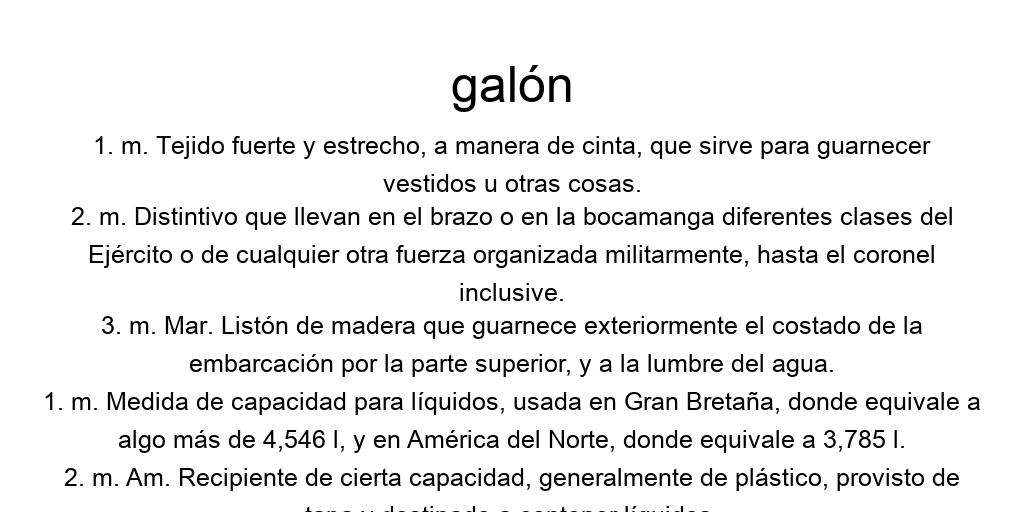 galón
1. m. Tejido fuerte y estrecho, a manera de cinta, que sirve para guarnecer
vestidos u otras cosas.
2. m. Distintivo que llevan en el brazo o en la bocamanga diferentes clases del
Ejército o de cualquier otra fuerza organizada militarmente, hasta el coronel
inclusive.
3. m. Mar. Listón de madera que guarnece exteriormente el costado de la
embarcación por la parte superior, y a la lumbre del agua.
1. m. Medida de capacidad para líquidos, usada en Gran Bretaña, donde equivale a
algo más de 4,546 l, y en América del Norte, donde equivale a 3,785 l.
2. m. Am. Recipiente de cierta capacidad, generalmente de plástico, provisto de
tapa y destinado a contener líquidos.